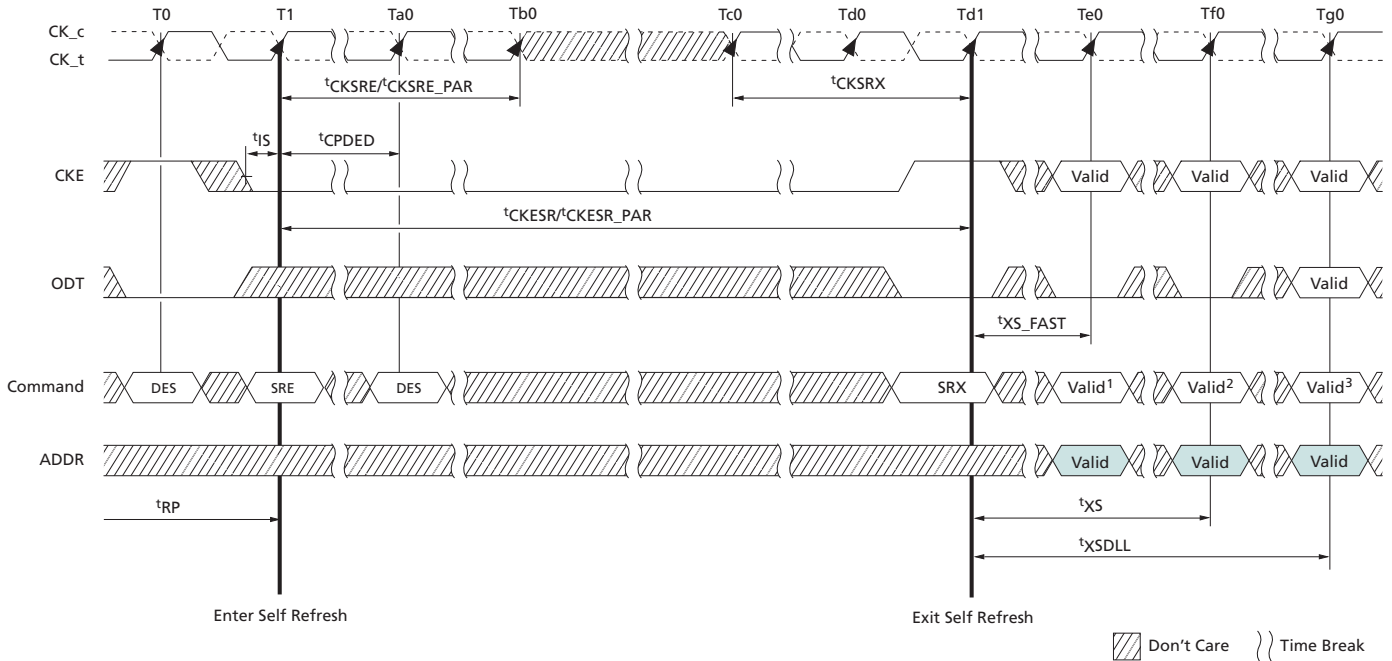 T0 T1 Ta0 Tb0 Tc0 Td0 Td1 Te0 Tf0 Tg0
CK_c
CK_t
tCKSRE/tCKSRE_PAR tCKSRX
tIS tCPDED
CKE Valid Valid Valid
tCKESR/tCKESR_PAR
ODT Valid
tXS_FAST
Command DES SRE DES SRX Valid1 Valid2 Valid3
ADDR Valid Valid Valid
tRP tXS
tXSDLL
Enter Self Refresh Exit Self Refresh
Don't Care Time Break